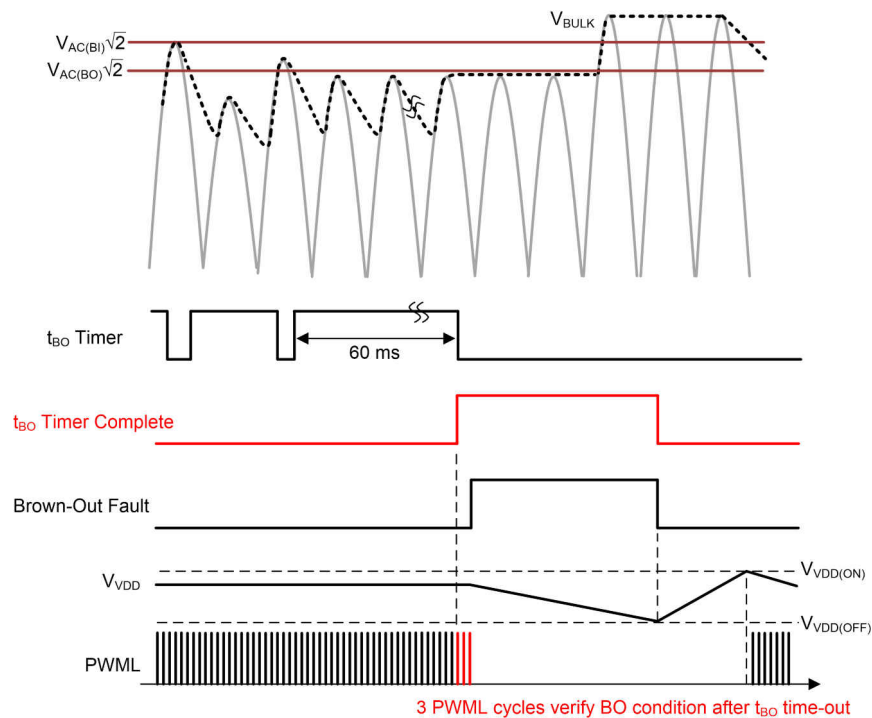 V_BULK
V_AC(BI)√2
V_AC(BO)√2
t_BO Timer
60 ms
t_BO Timer Complete
Brown-Out Fault
V_VDD
V_VDD(ON)
V_VDD(OFF)
PWML
3 PWML cycles verify BO condition after t_BO time-out